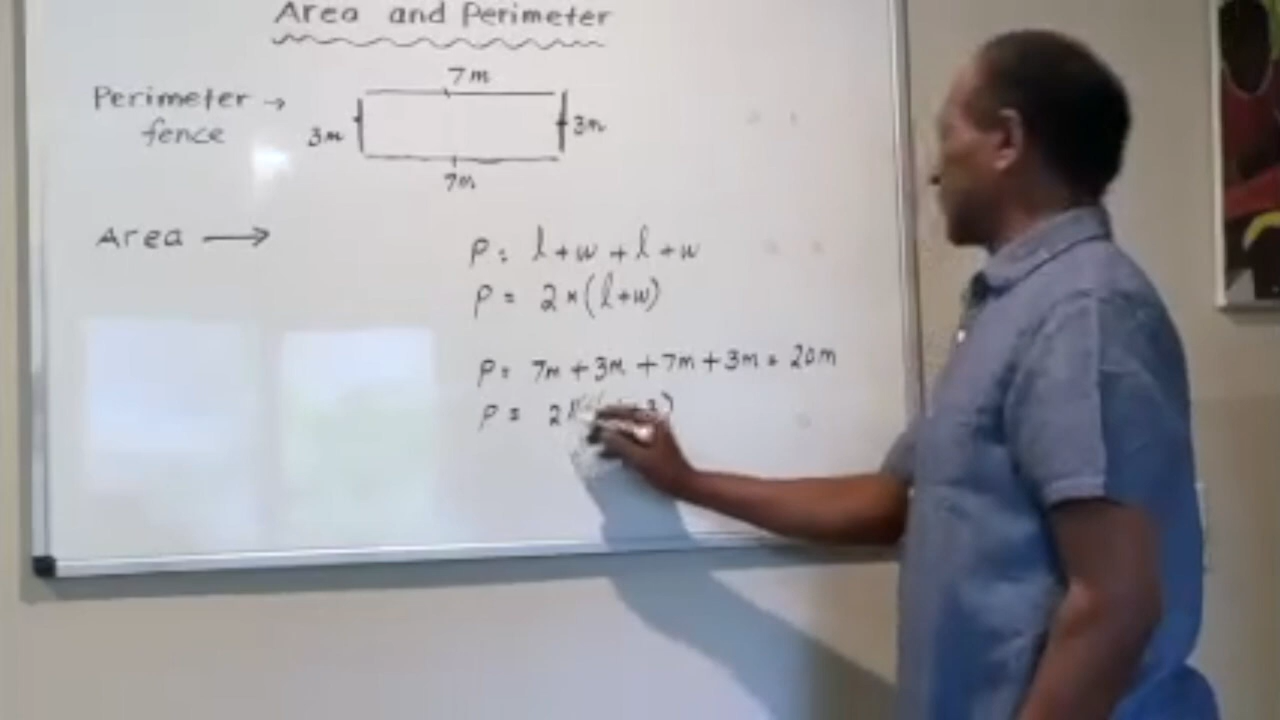 Area and Perimeter
7m
Perimeter →
fence
3m
3m
7m
Area →
P = l + w + l + w
P = 2 × (l+w)
P = 7m + 3m + 7m + 3m = 20m
P = 2